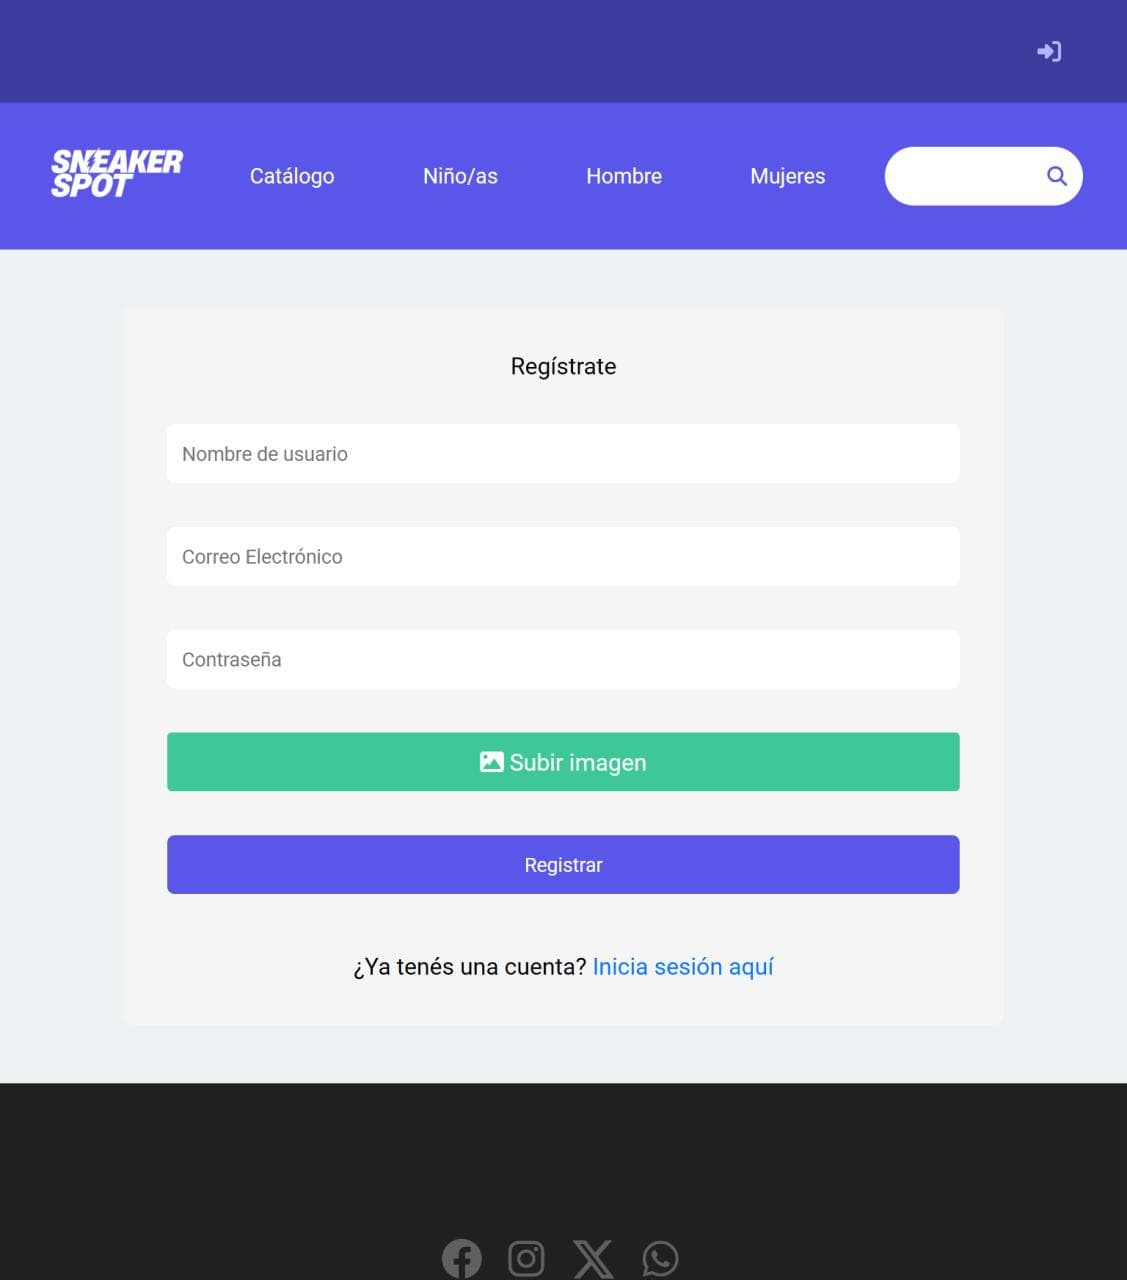 SNEAKER
SPOT
Catálogo
Niño/as
Hombre
Mujeres
Regístrate
Nombre de usuario
Correo Electrónico
Contraseña
Subir imagen
Registrar
¿Ya tenés una cuenta? Inicia sesión aquí